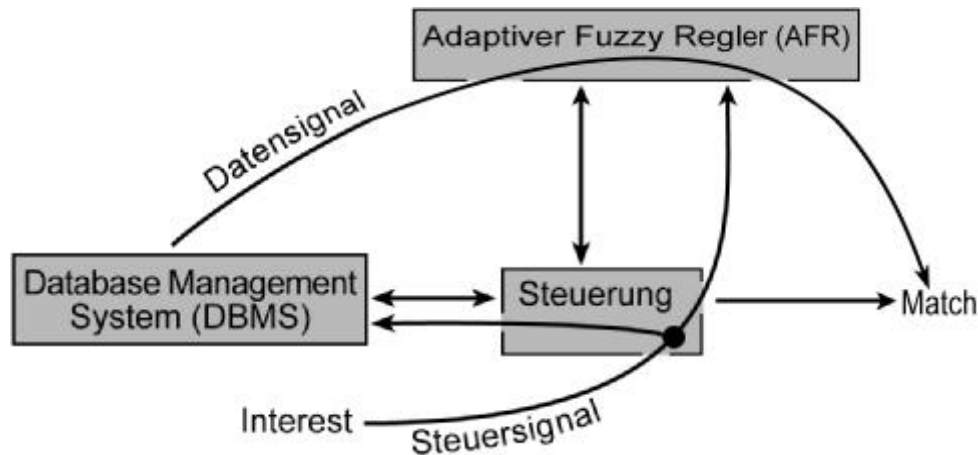 Adaptiver Fuzzy Regler (AFR)
Datensignal
Database Management
System (DBMS)
Steuerung
Match
Interest
Steuersignal